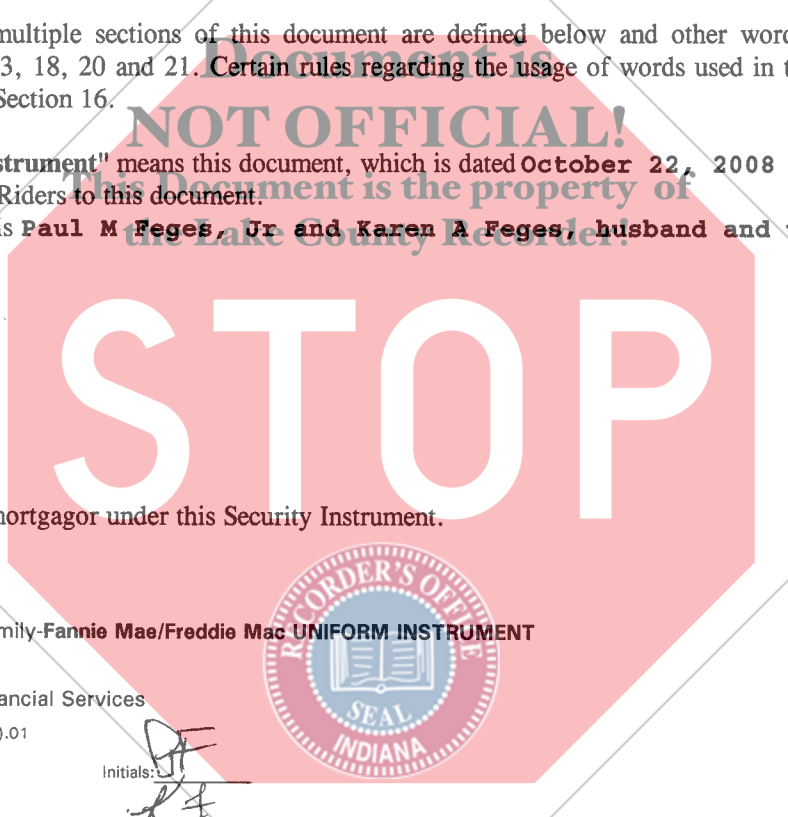 multiple sections of this document are defined below and other word
3, 18, 20 and 21. Certain rules regarding the usage of words used in t
Section 16.
Document is
NOT OFFICIAL!
This Document is the property of
the Lake County Recorder!
strument" means this document, which is dated October 22, 2008
Riders to this document.
is Paul M Feges, Jr and Karen A Feges, husband and
STOP
mortgagor under this Security Instrument.
RECORDER'S OFFICE
SEAL
INDIANA
mily-Fannie Mae/Freddie Mac UNIFORM INSTRUMENT
ancial Services
).01
Initials: